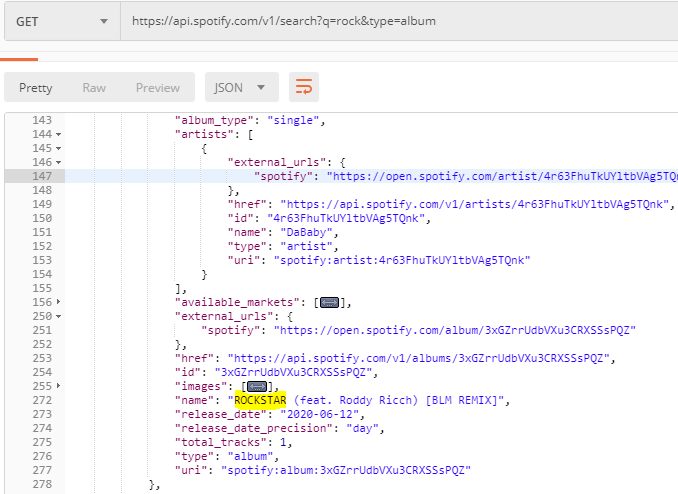 GET https://api.spotify.com/v1/search?q=rock&type=album
Pretty Raw Preview JSON
143 "album_type": "single",
144 "artists": [
145 {
146 "external_urls": {
147 "spotify": "https://open.spotify.com/artist/4r63FhuTkUYltbVAg5TQn
148 },
149 "href": "https://api.spotify.com/v1/artists/4r63FhuTkUYltbVAg5TQnk",
150 "id": "4r63FhuTkUYltbVAg5TQnk",
151 "name": "DaBaby",
152 "type": "artist",
153 "uri": "spotify:artist:4r63FhuTkUYltbVAg5TQnk"
154 }
155 ],
156 "available_markets": [],
250 "external_urls": {
251 "spotify": "https://open.spotify.com/album/3xGZrrUdbVXu3CRXSSsPQZ"
252 },
253 "href": "https://api.spotify.com/v1/albums/3xGZrrUdbVXu3CRXSSsPQZ",
254 "id": "3xGZrrUdbVXu3CRXSSsPQZ",
255 "images": [],
272 "name": "ROCKSTAR (feat. Roddy Ricch) [BLM REMIX]",
273 "release_date": "2020-06-12",
274 "release_date_precision": "day",
275 "total_tracks": 1,
276 "type": "album",
277 "uri": "spotify:album:3xGZrrUdbVXu3CRXSSsPQZ"
278 },